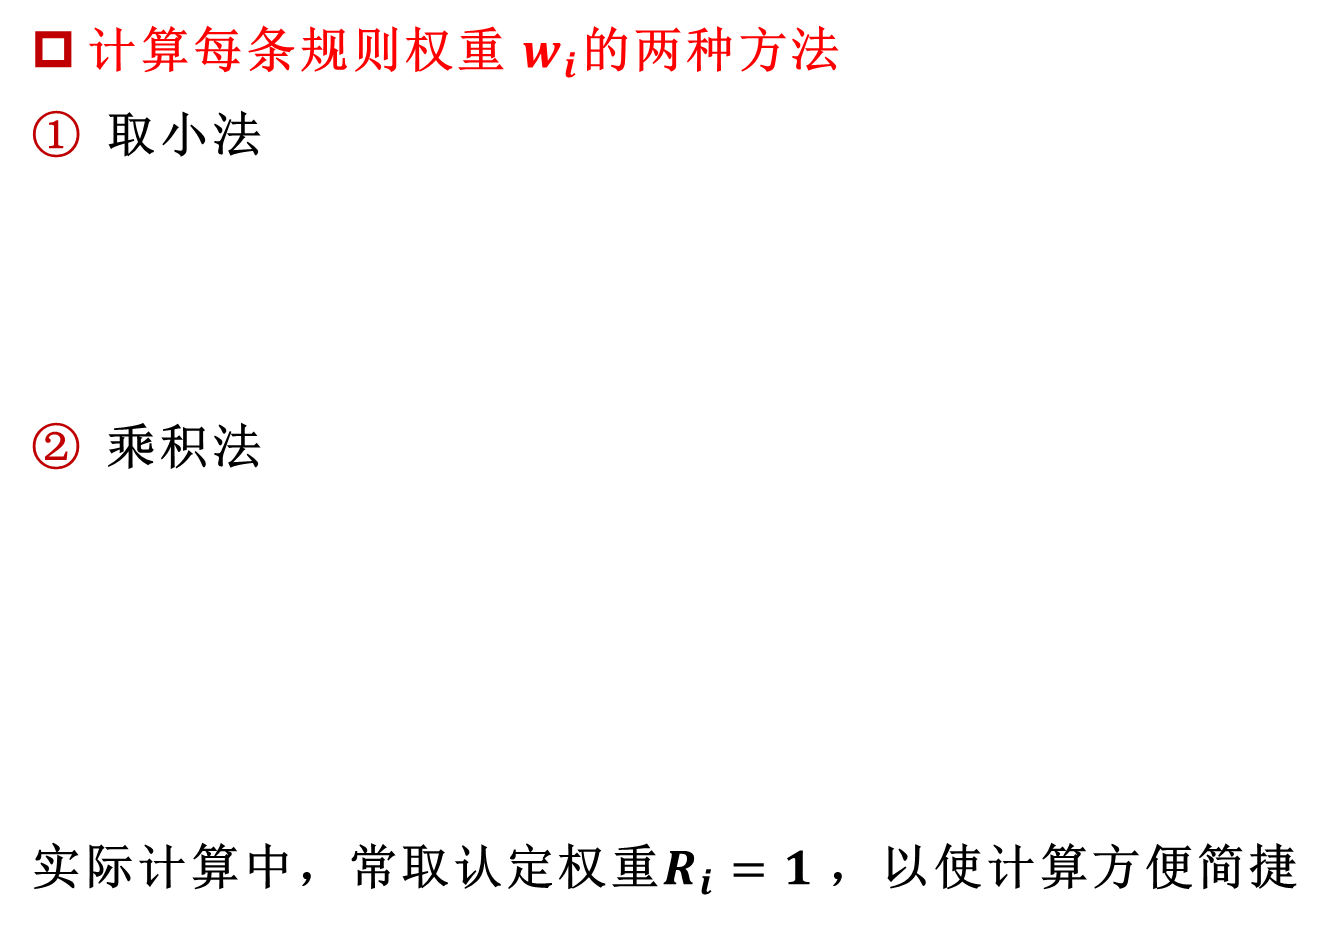 计算每条规则权重 wᵢ的两种方法
① 取小法
② 乘积法
实际计算中，常取认定权重Rᵢ = 1，以使计算方便简捷